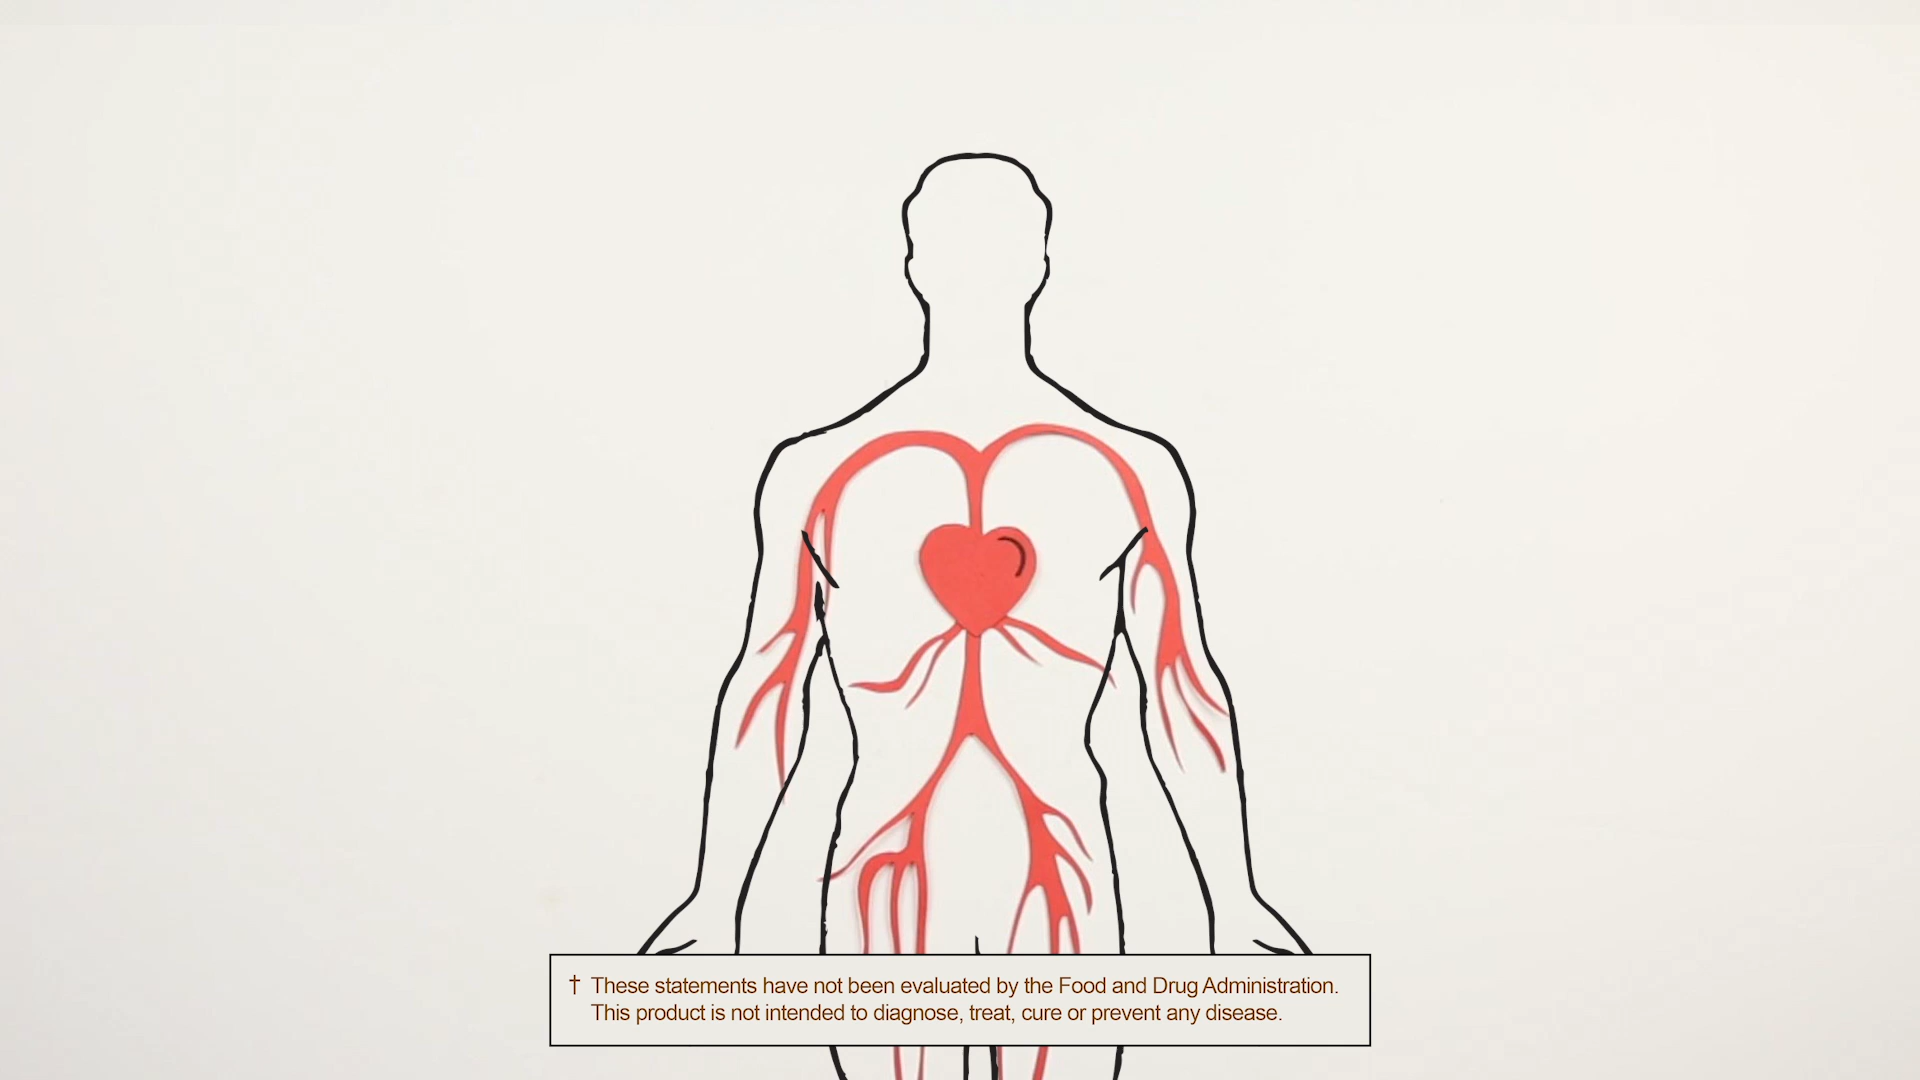 † These statements have not been evaluated by the Food and Drug Administration.
This product is not intended to diagnose, treat, cure or prevent any disease.